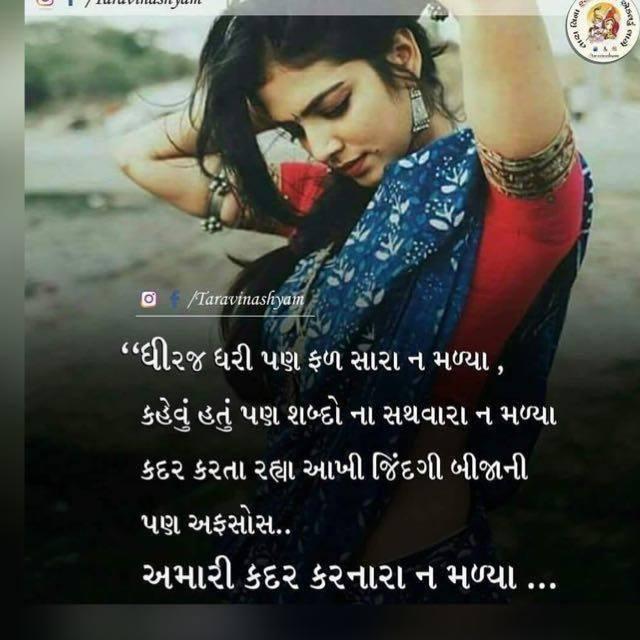 /Taravinashyam
/Taravinashyam
“ધીરજ ધરી પણ ફળ સારા ન મળ્યા ,
કહેવું હતું પણ શબ્દો ના સથવારા ન મળ્યા
કદર કરતા રહ્યા આખી જિંદગી બીજાની
પણ અફસોસ..
અમારી કદર કરનારા ન મળ્યા ...